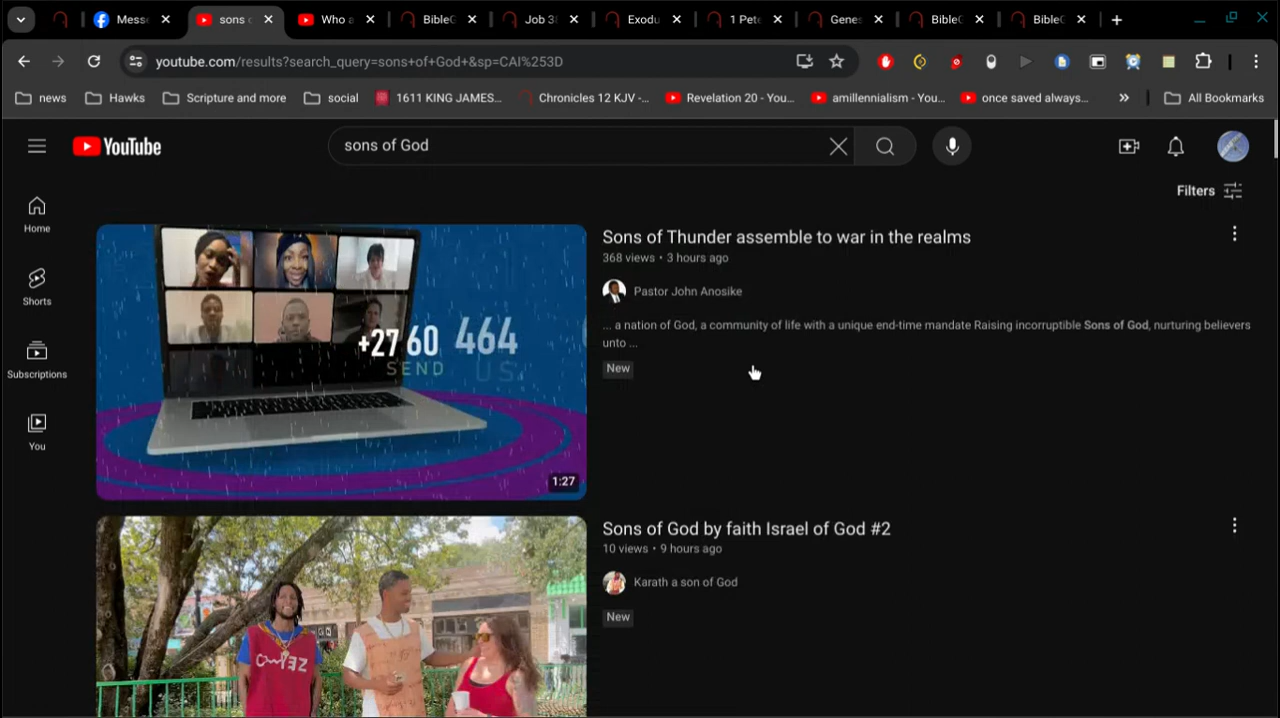 Messe
sons o
Who a
BibleG
Job 38
Exodu
1 Pete
Genes
BibleG
BibleG
youtube.com/results?search_query=sons+of+God+&sp=CAI%253D
news
Hawks
Scripture and more
social
1611 KING JAMES...
Chronicles 12 KJV -...
Revelation 20 - You...
amillennialism - You...
once saved always...
All Bookmarks
YouTube
sons of God
Filters
Home
Shorts
Subscriptions
You
+27 60 464
SEND US
1:27
Sons of Thunder assemble to war in the realms
368 views • 3 hours ago
Pastor John Anosike
... a nation of God, a community of life with a unique end-time mandate Raising incorruptible Sons of God, nurturing believers
unto ...
New
Sons of God by faith Israel of God #2
10 views • 9 hours ago
Karath a son of God
New